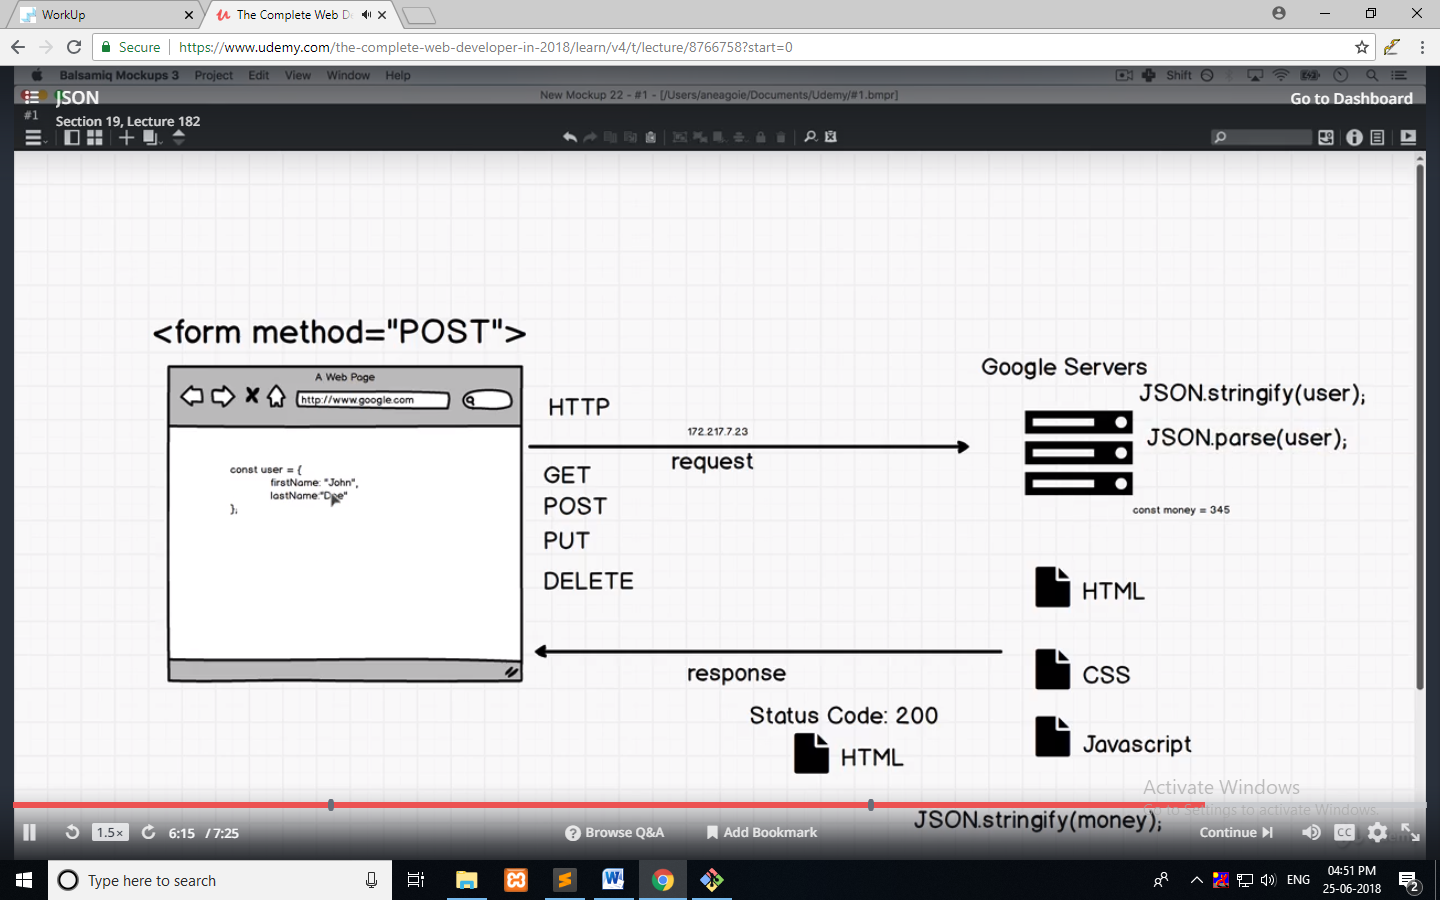 WorkUp
The Complete Web De
Secure
https://www.udemy.com/the-complete-web-developer-in-2018/learn/v4/t/lecture/8766758?start=0
Balsamiq Mockups 3 Project Edit View Window Help
Shift
New Mockup 22 - #1 - [/Users/aneagoie/Documents/Udemy/#1.bmpr]
JSON
Go to Dashboard
#1
Section 19, Lecture 182
<form method="POST">
A Web Page
http://www.google.com
const user = {
firstName: "John",
lastName:"Doe"
};
HTTP
172.217.7.23
request
GET
POST
PUT
DELETE
Google Servers
JSON.stringify(user);
JSON.parse(user);
const money = 345
HTML
CSS
Javascript
response
Status Code: 200
HTML
JSON.stringify(money);
Activate Windows
Go to Settings to activate Windows.
1.5×
6:15 / 7:25
Browse Q&A
Add Bookmark
Continue
CC
Type here to search
ENG
04:51 PM
25-06-2018
2